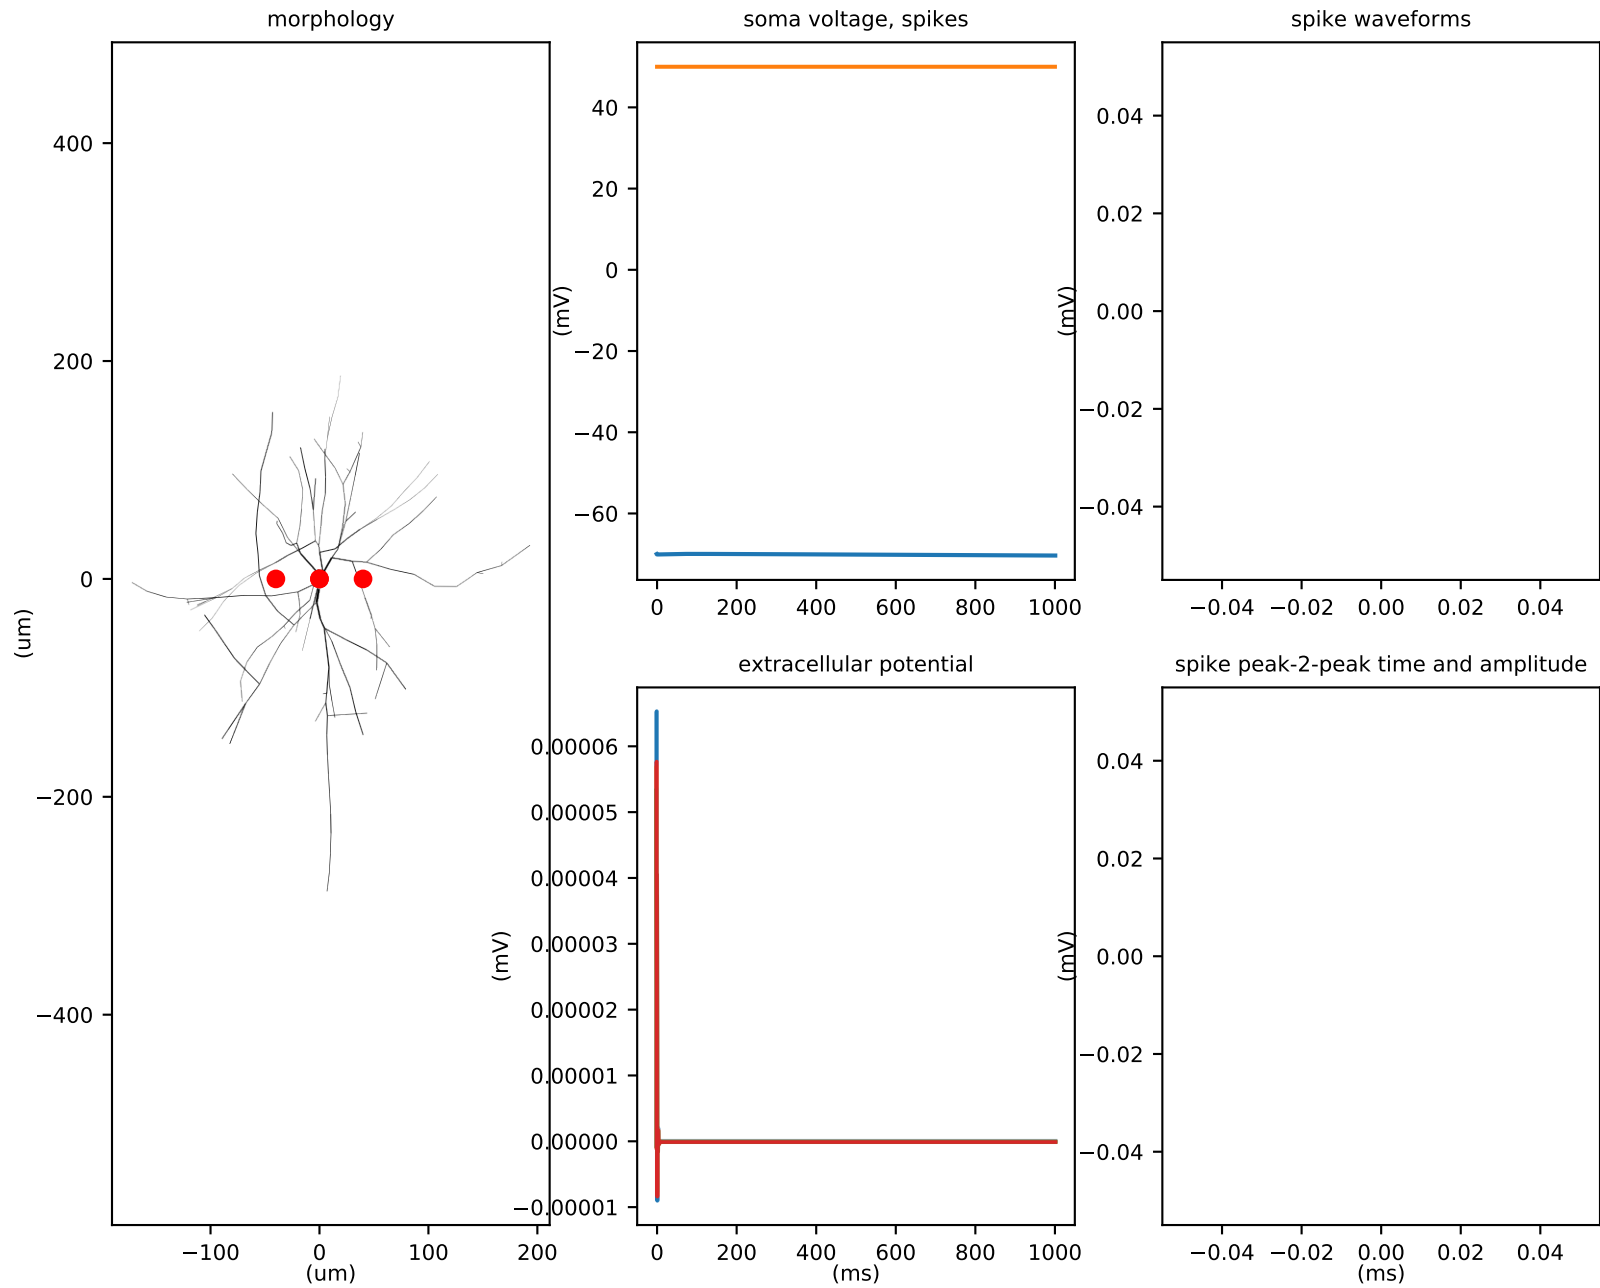 morphology
400
200
0
−200
−400
(um)
−100 0 100 200
(um)
soma voltage, spikes
40
20
0
−20
−40
−60
(mV)
0 200 400 600 800 1000
spike waveforms
0.04
0.02
0.00
−0.02
−0.04
(mV)
−0.04 −0.02 0.00 0.02 0.04
extracellular potential
0.00006
0.00005
0.00004
0.00003
0.00002
0.00001
0.00000
−0.00001
(mV)
0 200 400 600 800 1000
(ms)
spike peak-2-peak time and amplitude
0.04
0.02
0.00
−0.02
−0.04
(mV)
−0.04 −0.02 0.00 0.02 0.04
(ms)